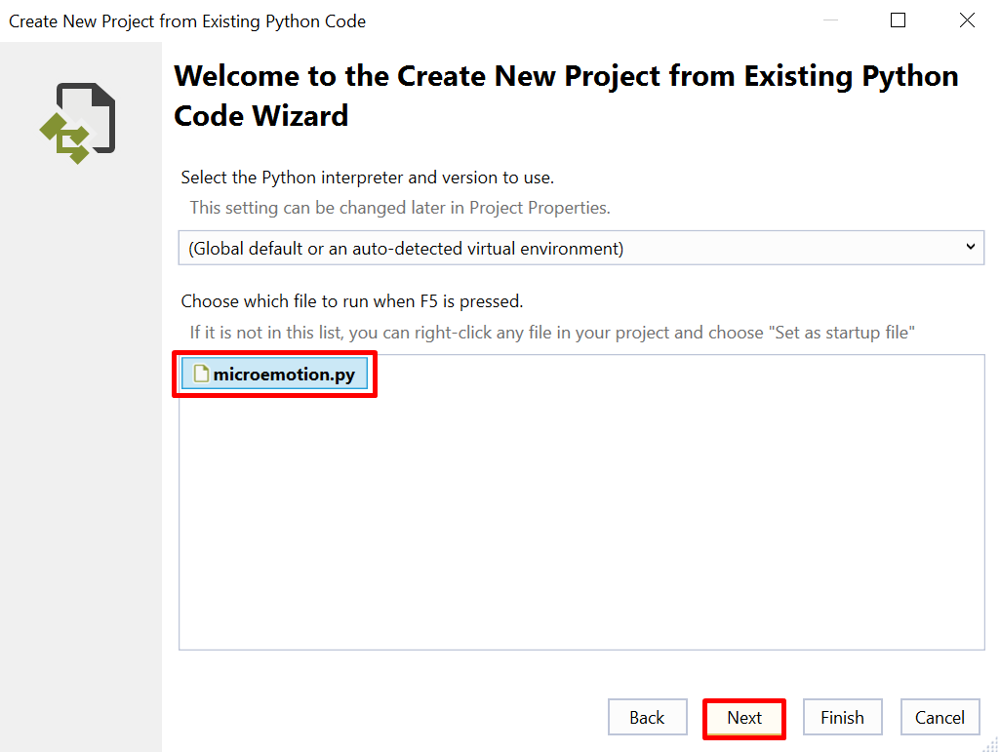 Create New Project from Existing Python Code
Welcome to the Create New Project from Existing Python
Code Wizard
Select the Python interpreter and version to use.
This setting can be changed later in Project Properties.
(Global default or an auto-detected virtual environment)
Choose which file to run when F5 is pressed.
If it is not in this list, you can right-click any file in your project and choose "Set as startup file"
microemotion.py
Back Next Finish Cancel